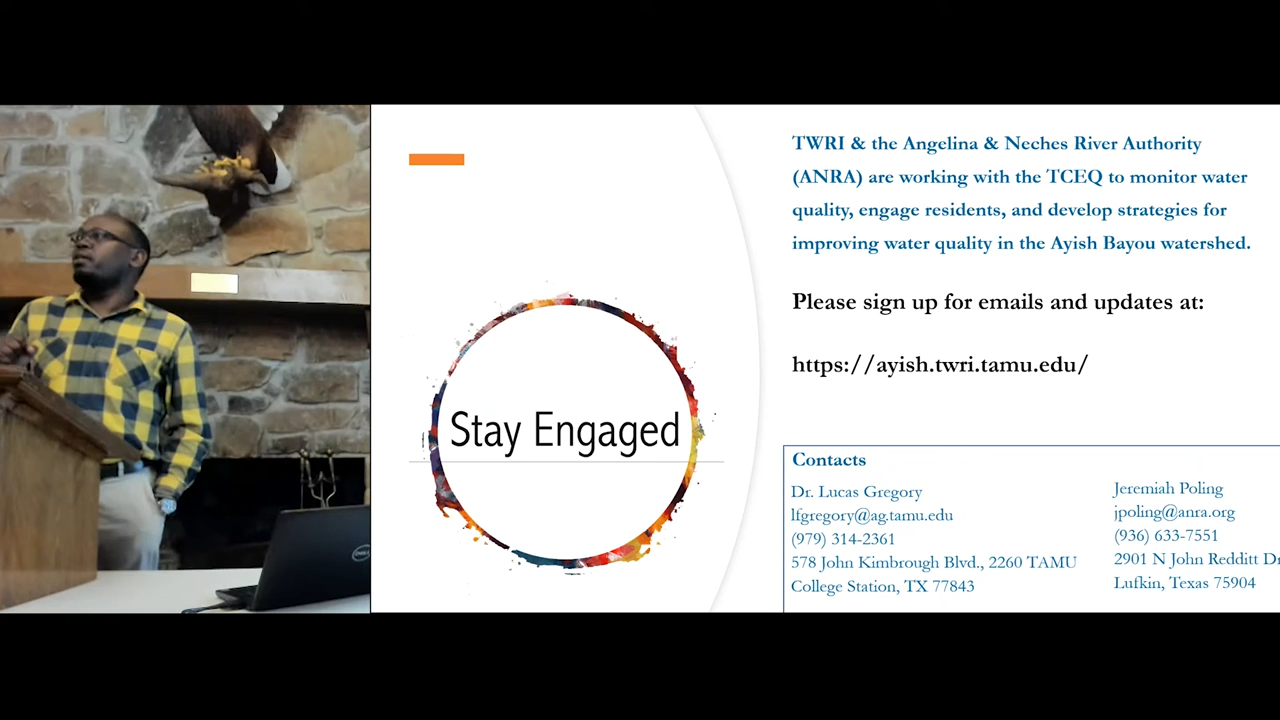 TWRI & the Angelina & Neches River Authority
(ANRA) are working with the TCEQ to monitor water
quality, engage residents, and develop strategies for
improving water quality in the Ayish Bayou watershed.
Please sign up for emails and updates at:
https://ayish.twri.tamu.edu/
Stay Engaged
Contacts
Dr. Lucas Gregory
lfgregory@ag.tamu.edu
(979) 314-2361
578 John Kimbrough Blvd., 2260 TAMU
College Station, TX 77843
Jeremiah Poling
jpoling@anra.org
(936) 633-7551
2901 N John Redditt
Lufkin, Texas 75904
DELL